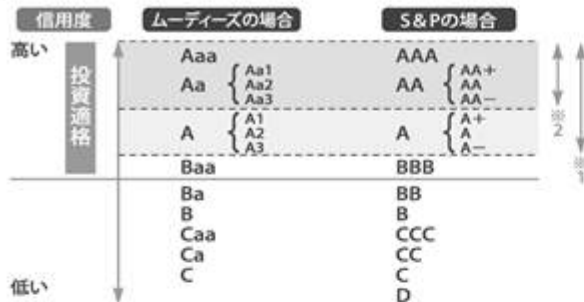 信用度 ムーディーズの場合 S&Pの場合
高い
投資適格
Aaa AAA
Aa Aa1 Aa2 Aa3 AA AA+ AA AA-
A A1 A2 A3 A A+ A A-
Baa BBB
Ba BB
B B
Caa CCC
Ca CC
C C
低い D
※2